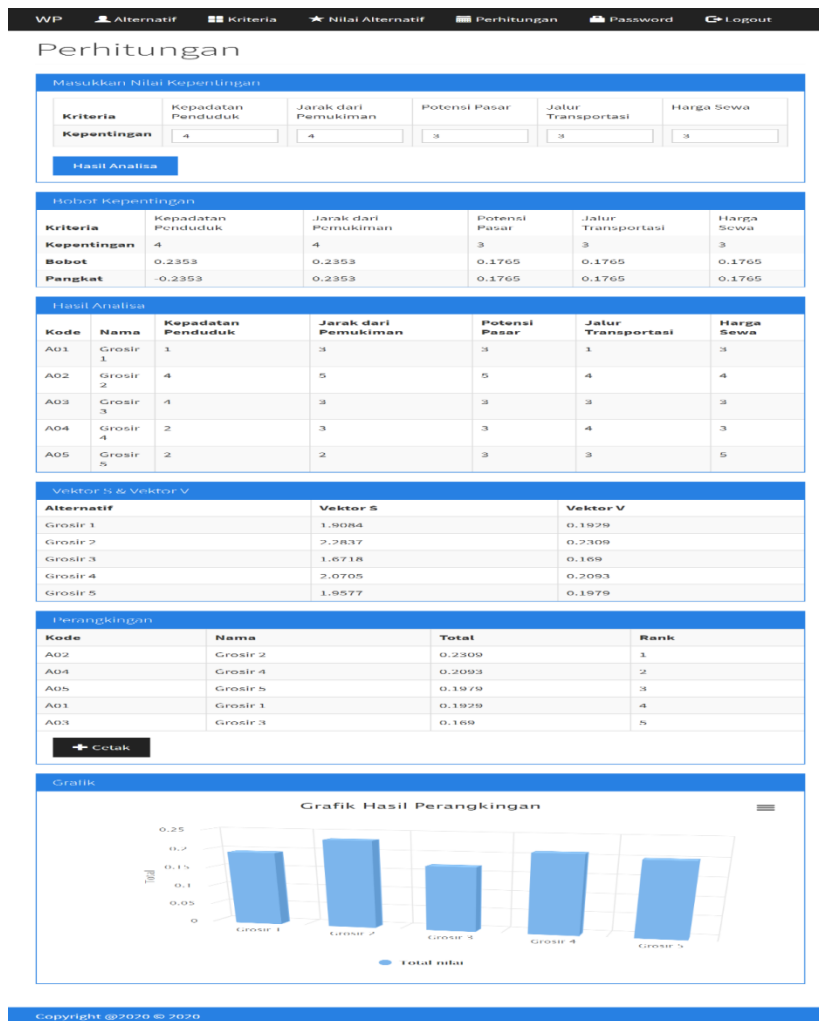 WP Alternatif Kriteria Nilai Alternatif Perhitungan Password Logout
Perhitungan
Masukkan Nilai Kepentingan
Kriteria Kepadatan Penduduk Jarak dari Pemukiman Potensi Pasar Jalur Transportasi Harga Sewa
Kepentingan 4 4 3 3 3
Hasil Analisa
Bobot Kepentingan
Kriteria Kepadatan Penduduk Jarak dari Pemukiman Potensi Pasar Jalur Transportasi Harga Sewa
Kepentingan 4 4 3 3 3
Bobot 0.2353 0.2353 0.1765 0.1765 0.1765
Pangkat -0.2353 0.2353 0.1765 0.1765 0.1765
Hasil Analisa
Kode Nama Kepadatan Penduduk Jarak dari Pemukiman Potensi Pasar Jalur Transportasi Harga Sewa
A01 Grosir 1 1 3 3 1 3
A02 Grosir 2 4 5 5 4 4
A03 Grosir 3 4 3 3 3 3
A04 Grosir 4 2 3 3 4 3
A05 Grosir 5 2 2 3 3 5
Vektor S & Vektor V
Alternatif Vektor S Vektor V
Grosir 1 1.9084 0.1929
Grosir 2 2.2837 0.2309
Grosir 3 1.6718 0.169
Grosir 4 2.0705 0.2093
Grosir 5 1.9577 0.1979
Perangkingan
Kode Nama Total Rank
A02 Grosir 2 0.2309 1
A04 Grosir 4 0.2093 2
A05 Grosir 5 0.1979 3
A01 Grosir 1 0.1929 4
A03 Grosir 3 0.169 5
Cetak
Grafik
Grafik Hasil Perangkingan
0.25
0.2
0.15
0.1
0.05
0
Total
Grosir 1 Grosir 2 Grosir 3 Grosir 4 Grosir 5
Total nilai
Copyright @2020 © 2020